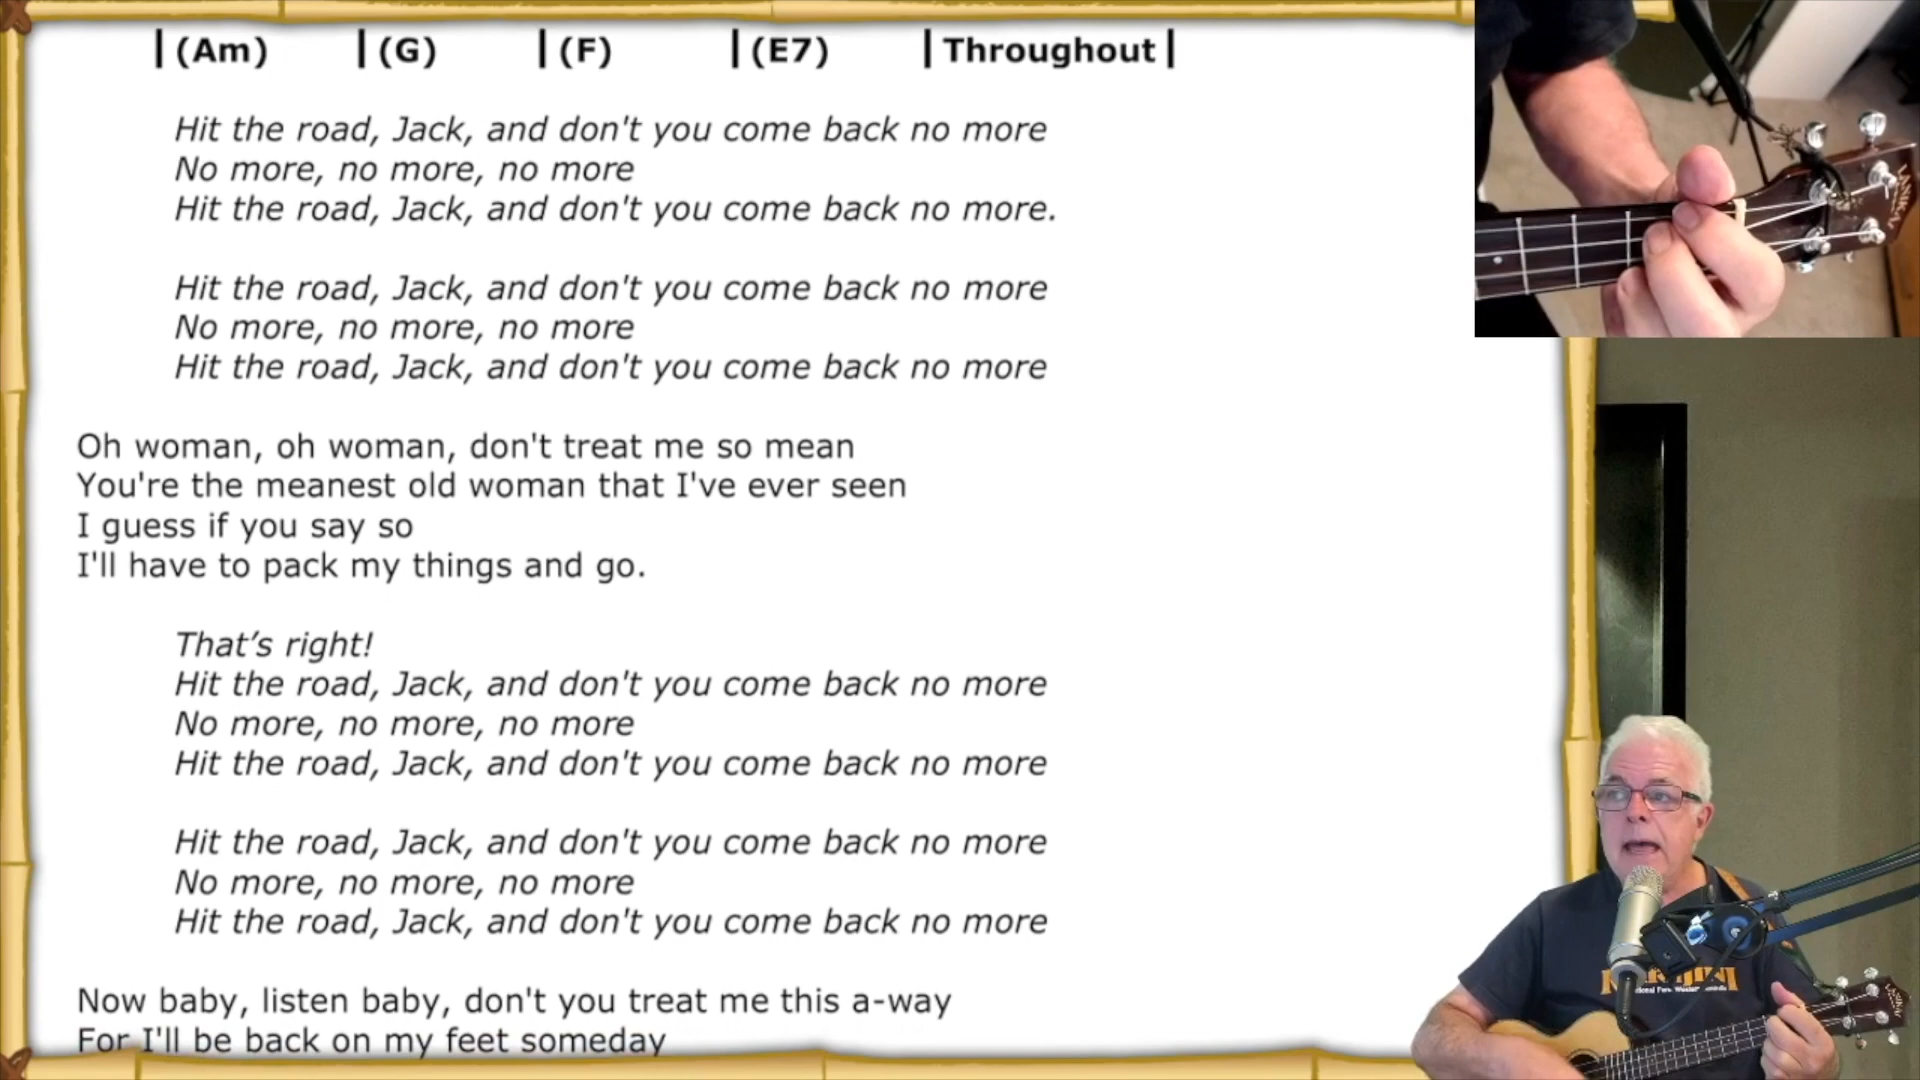 | (Am) | (G) | (F) | (E7) | Throughout |
Hit the road, Jack, and don't you come back no more
No more, no more, no more
Hit the road, Jack, and don't you come back no more.
Hit the road, Jack, and don't you come back no more
No more, no more, no more
Hit the road, Jack, and don't you come back no more
Oh woman, oh woman, don't treat me so mean
You're the meanest old woman that I've ever seen
I guess if you say so
I'll have to pack my things and go.
That’s right!
Hit the road, Jack, and don't you come back no more
No more, no more, no more
Hit the road, Jack, and don't you come back no more
Hit the road, Jack, and don't you come back no more
No more, no more, no more
Hit the road, Jack, and don't you come back no more
Now baby, listen baby, don't you treat me this a-way
For I'll be back on my feet someday
LANIKAI